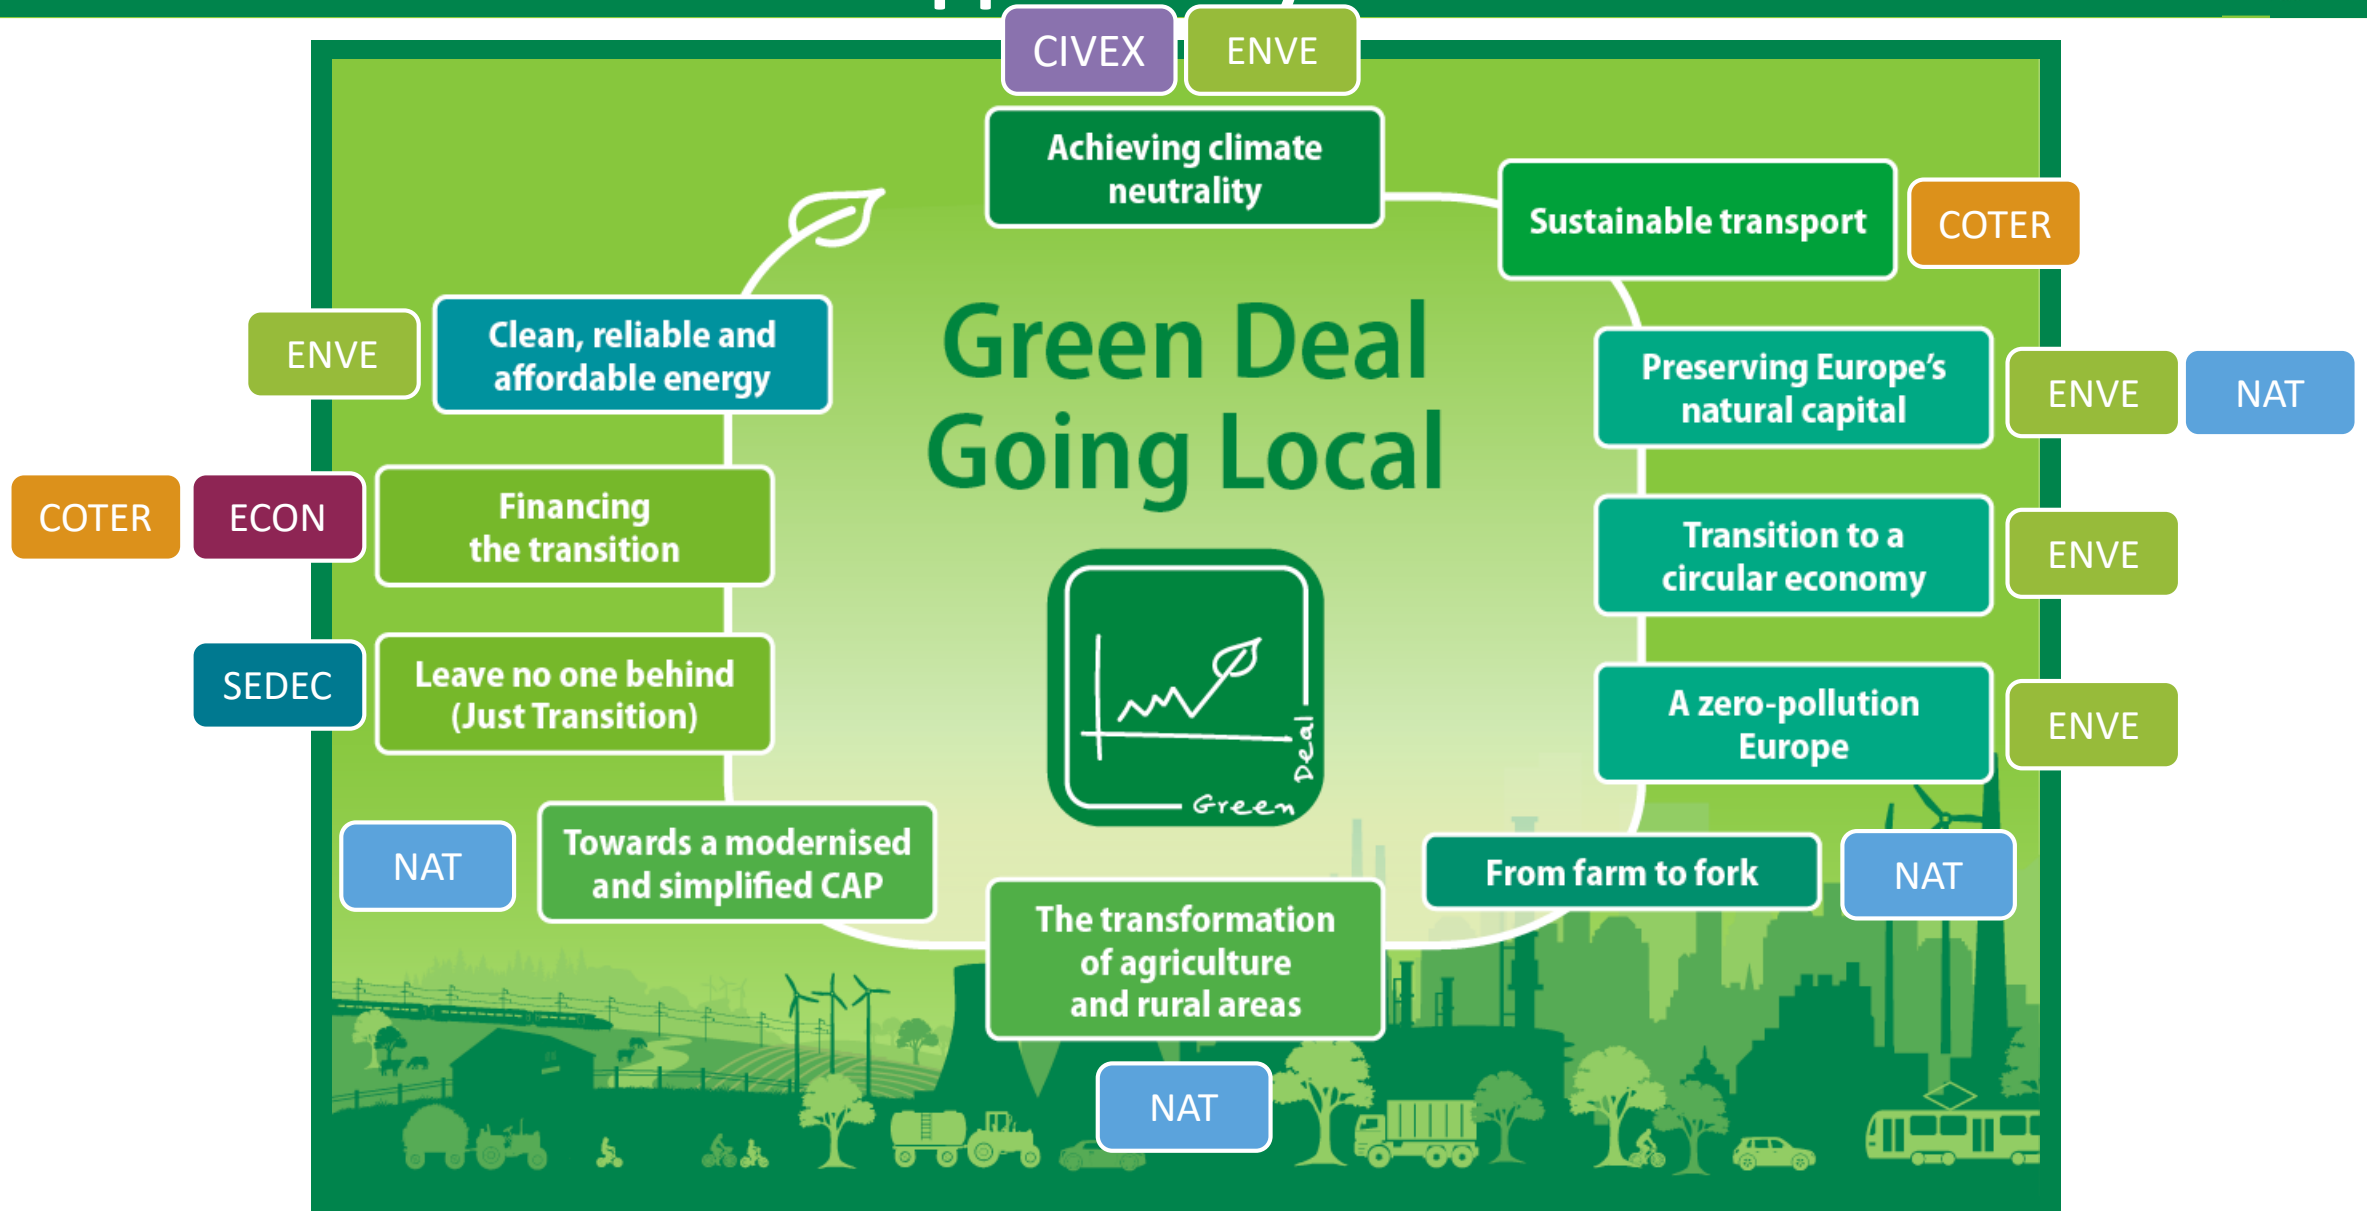 CIVEX
ENVE
Achieving climate
neutrality
Sustainable transport
COTER
Clean, reliable and
affordable energy
ENVE
Green Deal
Going Local
Preserving Europe’s
natural capital
ENVE
NAT
COTER
ECON
Financing
the transition
Transition to a
circular economy
ENVE
SEDEC
Leave no one behind
(Just Transition)
Green
Deal
A zero-pollution
Europe
ENVE
NAT
Towards a modernised
and simplified CAP
From farm to fork
NAT
The transformation
of agriculture
and rural areas
NAT